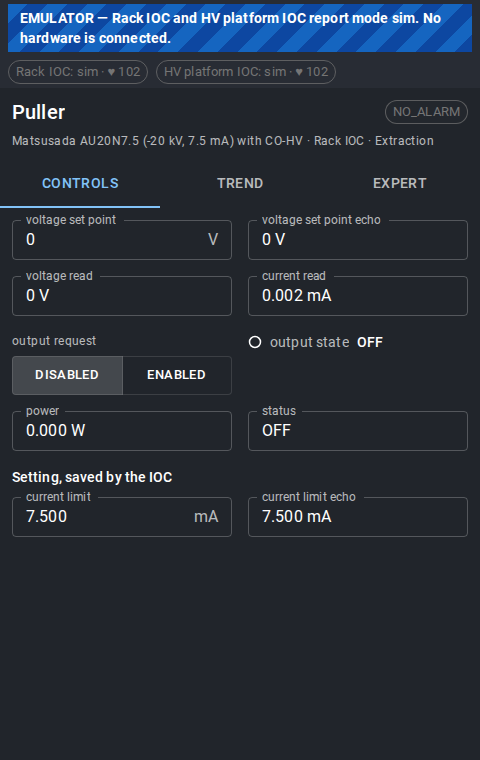 EMULATOR — Rack IOC and HV platform IOC report mode sim. No
hardware is connected.
Rack IOC: sim · ♥ 102
HV platform IOC: sim · ♥ 102
Puller
NO_ALARM
Matsusada AU20N7.5 (-20 kV, 7.5 mA) with CO-HV · Rack IOC · Extraction
CONTROLS
TREND
EXPERT
voltage set point
0 V
voltage set point echo
0 V
voltage read
0 V
current read
0.002 mA
output request
DISABLED
ENABLED
output state OFF
power
0.000 W
status
OFF
Setting, saved by the IOC
current limit
7.500 mA
current limit echo
7.500 mA